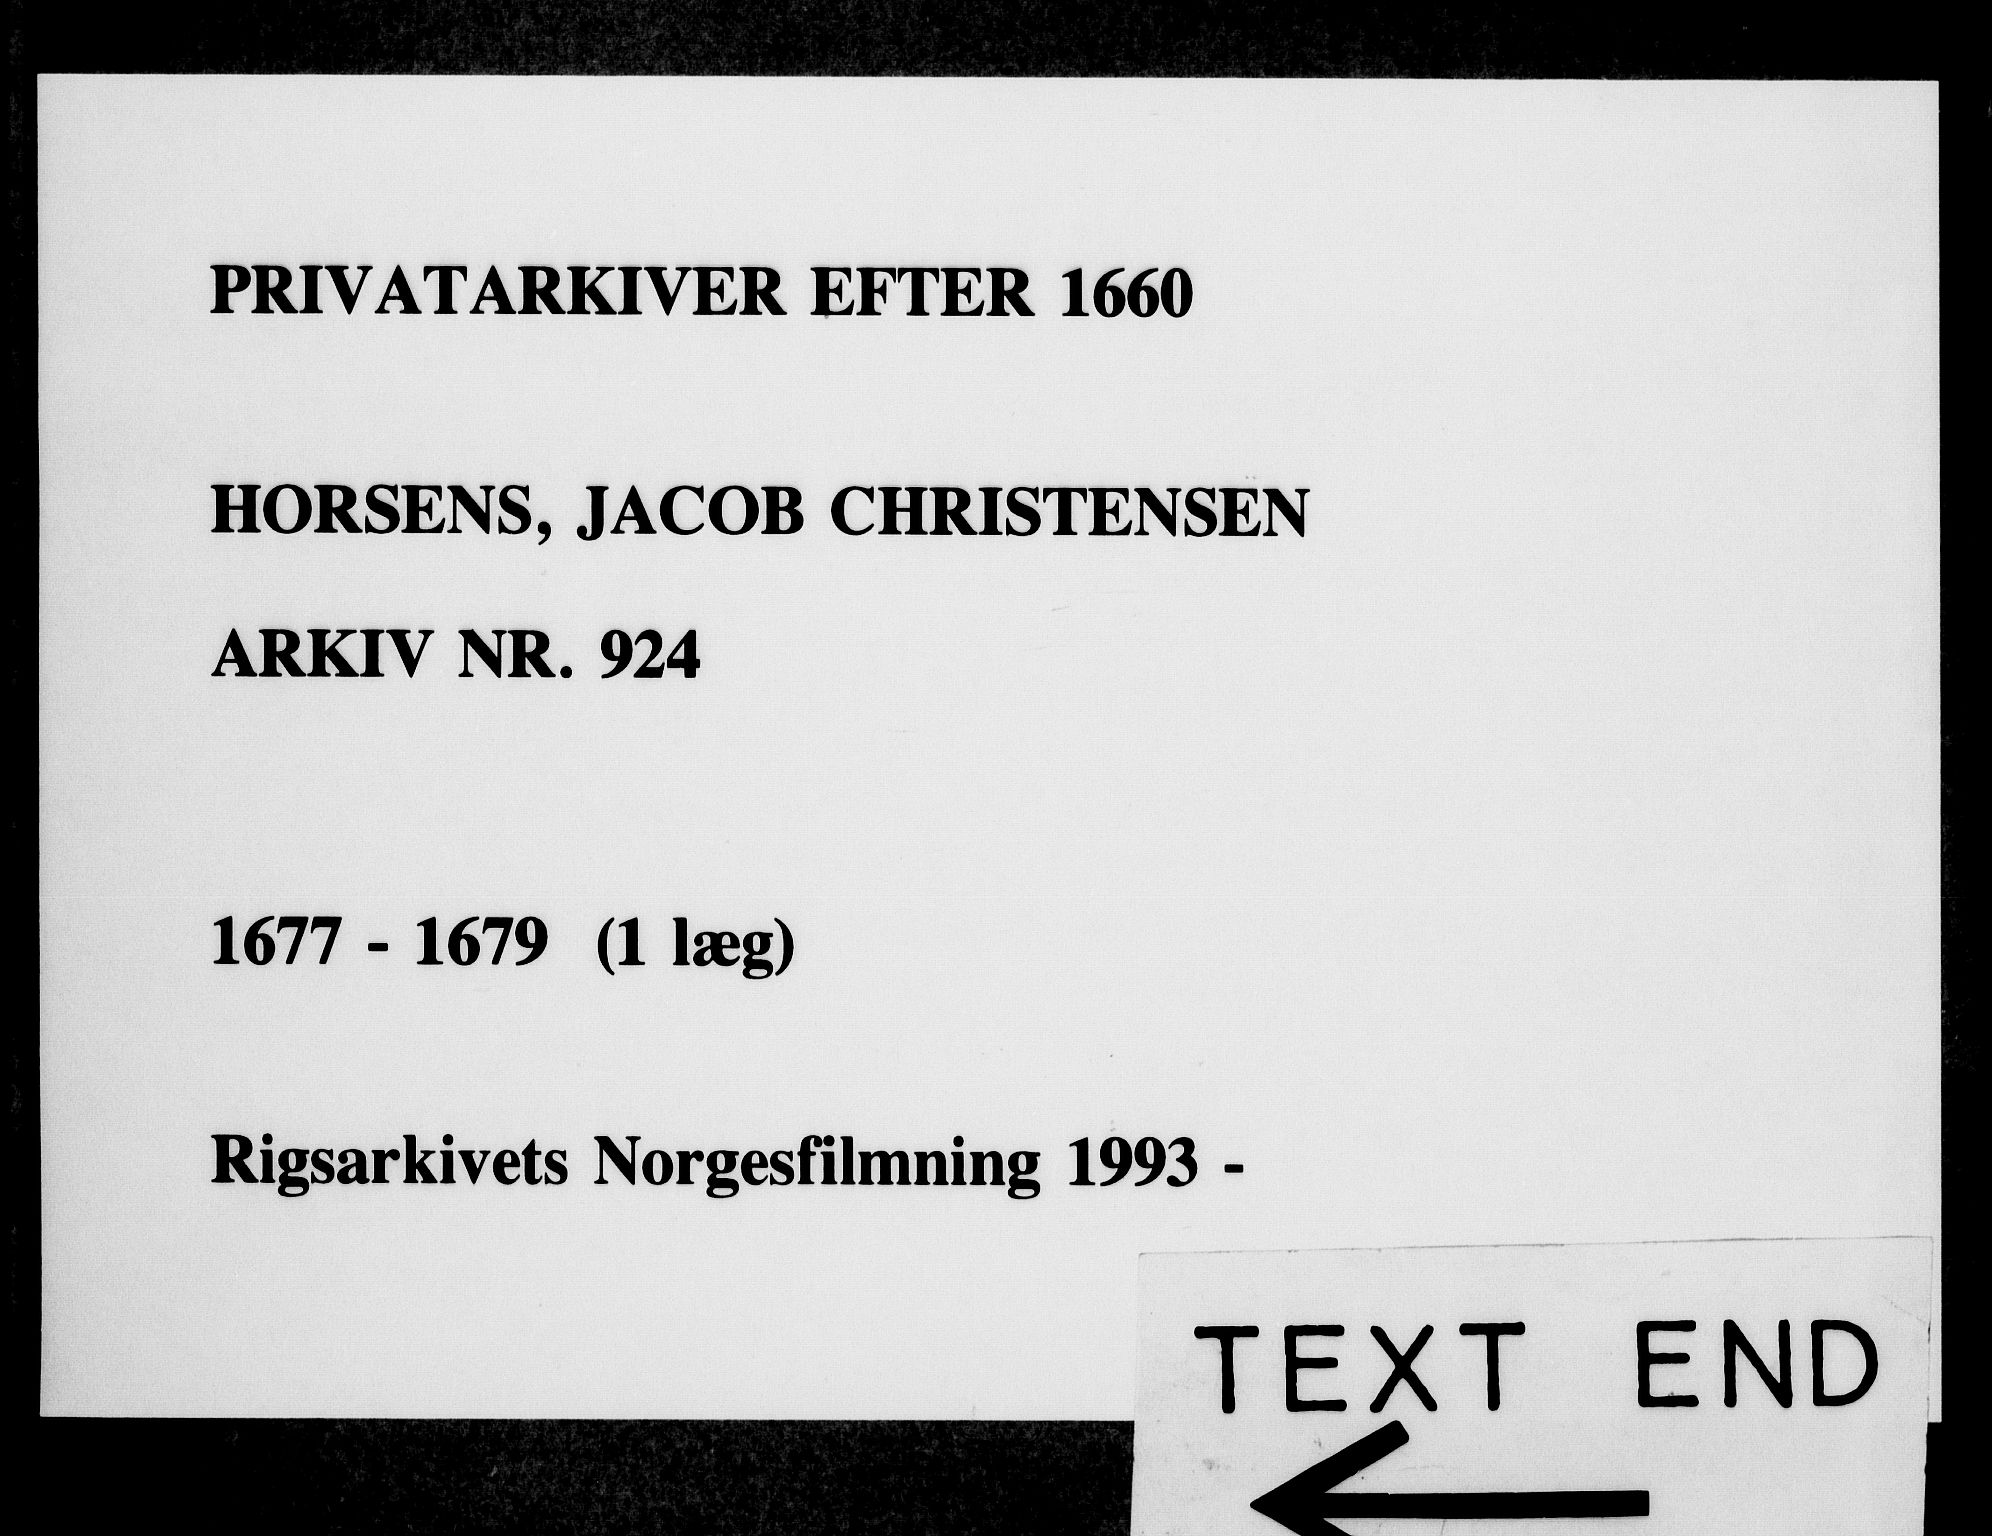 PRIVATARKIVER EFTER 1660
HORSENS, JACOB CHRISTENSEN
ARKIV NR. 924
1677 - 1679 (1 læg)
Rigsarkivets Norgesfilmning 1993 -
TEXT END